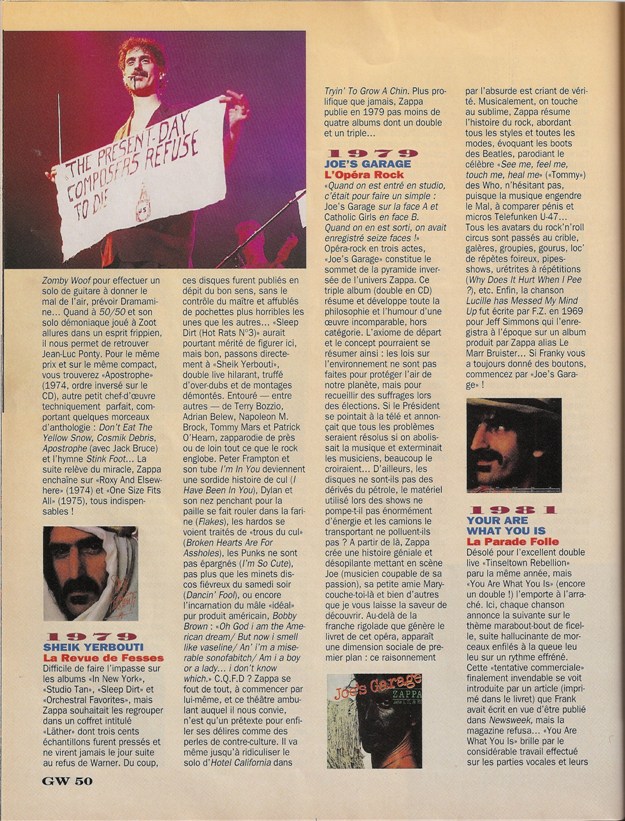 THE PRESENT-DAY
COMPOSERS REFUSE
TO DIE
Zomby Woof pour effectuer un
solo de guitare à donner le
mal de l'air, prévoir Dramami-
ne… Quand à 50/50 et son
solo démoniaque joué à Zoot
allures dans un esprit frippien,
il nous permet de retrouver
Jean-Luc Ponty. Pour le même
prix et sur le même compact,
vous trouverez «Apostrophe»
(1974, ordre inversé sur le
CD), autre petit chef-d'œuvre
techniquement parfait, com-
portant quelques morceaux
d'anthologie : Don't Eat The
Yellow Snow, Cosmik Debris,
Apostrophe (avec Jack Bruce)
et l'hymne Stink Foot… La
suite relève du miracle, Zappa
enchaîne sur «Roxy And Elsew-
here» (1974) et «One Size Fits
All» (1975), tous indispen-
sables !
1979
SHEIK YERBOUTI
La Revue de Fesses
Difficile de faire l'impasse sur
les albums «In New York»,
«Studio Tan», «Sleep Dirt» et
«Orchestral Favorites», mais
Zappa souhaitait les regrouper
dans un coffret intitulé
«Läther» dont trois cents
échantillons furent pressés et
ne virent jamais le jour suite
au refus de Warner. Du coup,
ces disques furent publiés en
dépit du bon sens, sans le
contrôle du maître et affublés
de pochettes plus horribles les
unes que les autres… «Sleep
Dirt (Hot Rats N°3)» aurait
pourtant mérité de figurer ici,
mais bon, passons directe-
ment à «Sheik Yerbouti»,
double live hilarant, truffé
d'over-dubs et de montages
démontés. Entouré — entre
autres — de Terry Bozzio,
Adrian Belew, Napoleon M.
Brock, Tommy Mars et Patrick
O'Hearn, zapparodie de près
ou de loin tout ce que le rock
englobe. Peter Frampton et
son tube I'm In You deviennent
une sordide histoire de cul (I
Have Been In You), Dylan et
son nez penchant pour la
paille se fait rouler dans la fari-
ne (Flakes), les hardos se
voient traités de «trous du cul»
(Broken Hearts Are For
Assholes), les Punks ne sont
pas épargnés (I'm So Cute),
pas plus que les minets dis-
cos fiévreux du samedi soir
(Dancin' Fool), ou encore
l'incarnation du mâle «idéal»
pur produit américain, Bobby
Brown : «Oh God i am the Ame-
rican dream/ But now i smell
like vaseline/ An' i'm a mise-
rable sonofabitch/ Am i a boy
or a lady… i don't know
which.» C.Q.F.D ? Zappa se
fout de tout, à commencer par
lui-même, et ce théâtre ambu-
lant auquel il nous convie,
n'est qu'un prétexte pour enfi-
ler ses délires comme des
perles de contre-culture. Il va
même jusqu'à ridiculiser le
solo d'Hotel California dans
Tryin' To Grow A Chin. Plus pro-
lifique que jamais, Zappa
publie en 1979 pas moins de
quatre albums dont un double
et un triple…
1979
JOE'S GARAGE
L'Opéra Rock
«Quand on est entré en studio,
c'était pour faire un simple :
Joe's Garage sur la face A et
Catholic Girls en face B.
Quand on en est sorti, on avait
enregistré seize faces !»
Opéra-rock en trois actes,
«Joe's Garage» constitue le
sommet de la pyramide inver-
sée de l'univers Zappa. Ce
triple album (double en CD)
résume et développe toute la
philosophie et l'humour d'une
œuvre incomparable, hors
catégorie. L'axiome de départ
et le concept pourraient se
résumer ainsi : les lois sur
l'environnement ne sont pas
faites pour protéger l'air de
notre planète, mais pour
recueillir des suffrages lors
des élections. Si le Président
se pointait à la télé et annon-
çait que tous les problèmes
seraient résolus si on abolis-
sait la musique et exterminait
les musiciens, beaucoup le
croiraient… D'ailleurs, les
disques ne sont-ils pas des
dérivés du pétrole, le matériel
utilisé lors des shows ne
pompe-t-il pas énormément
d'énergie et les camions le
transportant ne polluent-ils
pas ? A partir de là, Zappa
crée une histoire géniale et
désopilante mettant en scène
Joe (musicien coupable de sa
passion), sa petite amie Mary-
couche-toi-là et bien d'autres
que je vous laisse la saveur de
découvrir. Au-delà de la
franche rigolade que génère le
livret de cet opéra, apparaît
une dimension sociale de pre-
mier plan : ce raisonnement
Joe's Garage
ZAPPA
par l'absurde est criant de véri-
té. Musicalement, on touche
au sublime, Zappa résume
l'histoire du rock, abordant
tous les styles et toutes les
modes, évoquant les boots
des Beatles, parodiant le
célèbre «See me, feel me,
touch me, heal me» («Tommy»)
des Who, n'hésitant pas,
puisque la musique engendre
le Mal, à comparer pénis et
micros Telefunken U-47…
Tous les avatars du rock'n'roll
circus sont passés au crible,
galères, groupies, gourus, loc'
de répètes foireux, pipes-
shows, urétrites à répétitions
(Why Does It Hurt When I Pee
?), etc. Enfin, la chanson
Lucille has Messed My Mind
Up fut écrite par F.Z. en 1969
pour Jeff Simmons qui l'enre-
gistra à l'époque sur un album
produit par Zappa alias Le
Marr Bruister… Si Franky vous
a toujours donné des boutons,
commencez par «Joe's Gara-
ge» !
1981
YOUR ARE
WHAT YOU IS
La Parade Folle
Désolé pour l'excellent double
live «Tinseltown Rebellion»
paru la même année, mais
«You Are What You Is» (encore
un double !) l'emporte à l'arra-
ché. Ici, chaque chanson
annonce la suivante sur le
thème marabout-bout de ficel-
le, suite hallucinante de mor-
ceaux enfilés à la queue leu
leu sur un rythme effréné.
Cette «tentative commerciale»
finalement invendable se voit
introduite par un article (impri-
mé dans le livret) que Frank
avait écrit en vue d'être publié
dans Newsweek, mais la
magazine refusa… «You Are
What You Is» brille par le
considérable travail effectué
sur les parties vocales et leurs
GW 50